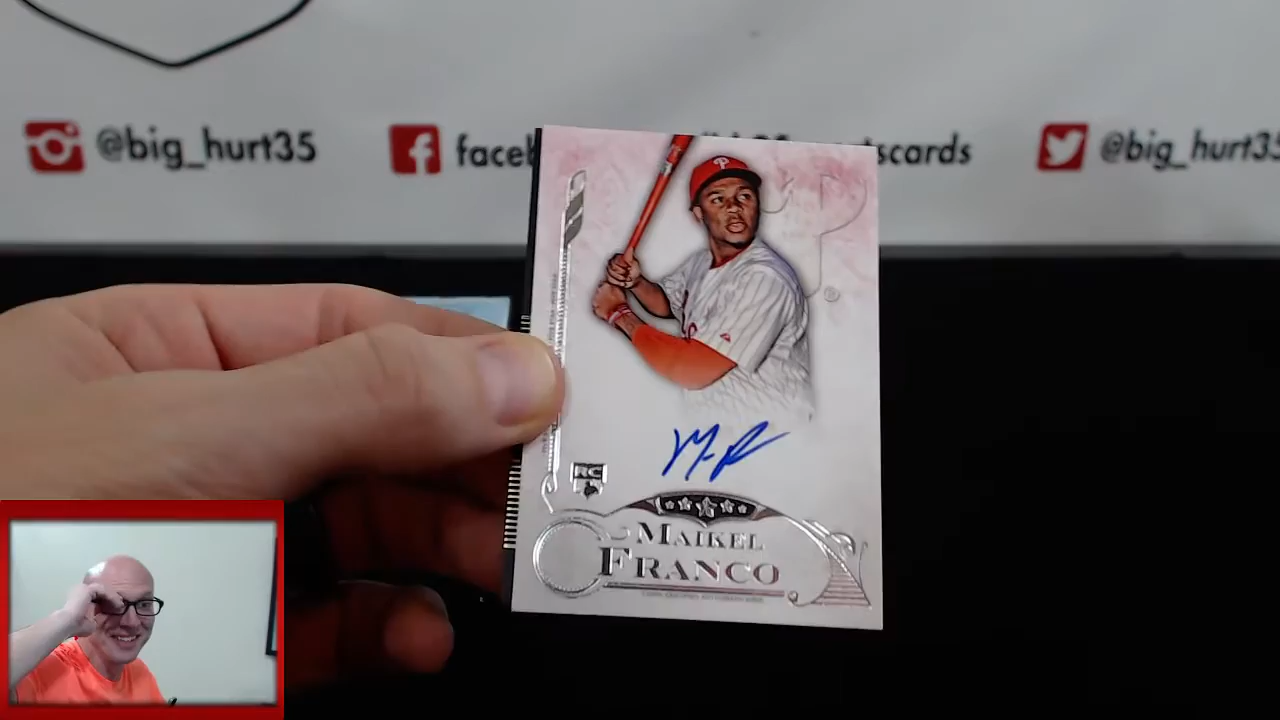 @big_hurt35
faceb
scards
@big_hurt35
RC
MAIKEL
FRANCO